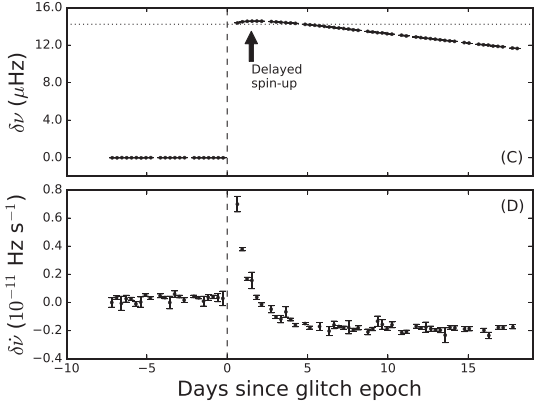 16.0
12.0
8.0
4.0
0.0
δν (μHz)
Delayed
spin-up
(C)
0.8
0.6
0.4
0.2
0.0
−0.2
−0.4
δν̇ (10⁻¹¹ Hz s⁻¹)
(D)
−10 −5 0 5 10 15
Days since glitch epoch